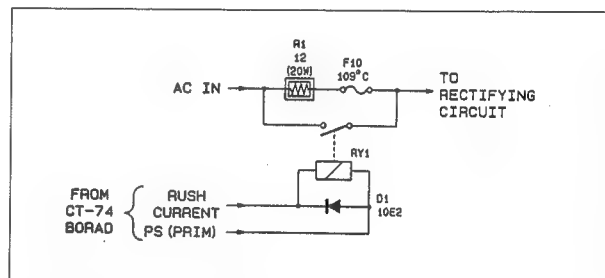 R1
12
(20W)
F10
109°C
AC IN
TO
RECTIFYING
CIRCUIT
RY1
FROM
CT-74
BORAD
RUSH
CURRENT
PS (PRIM)
D1
10E2